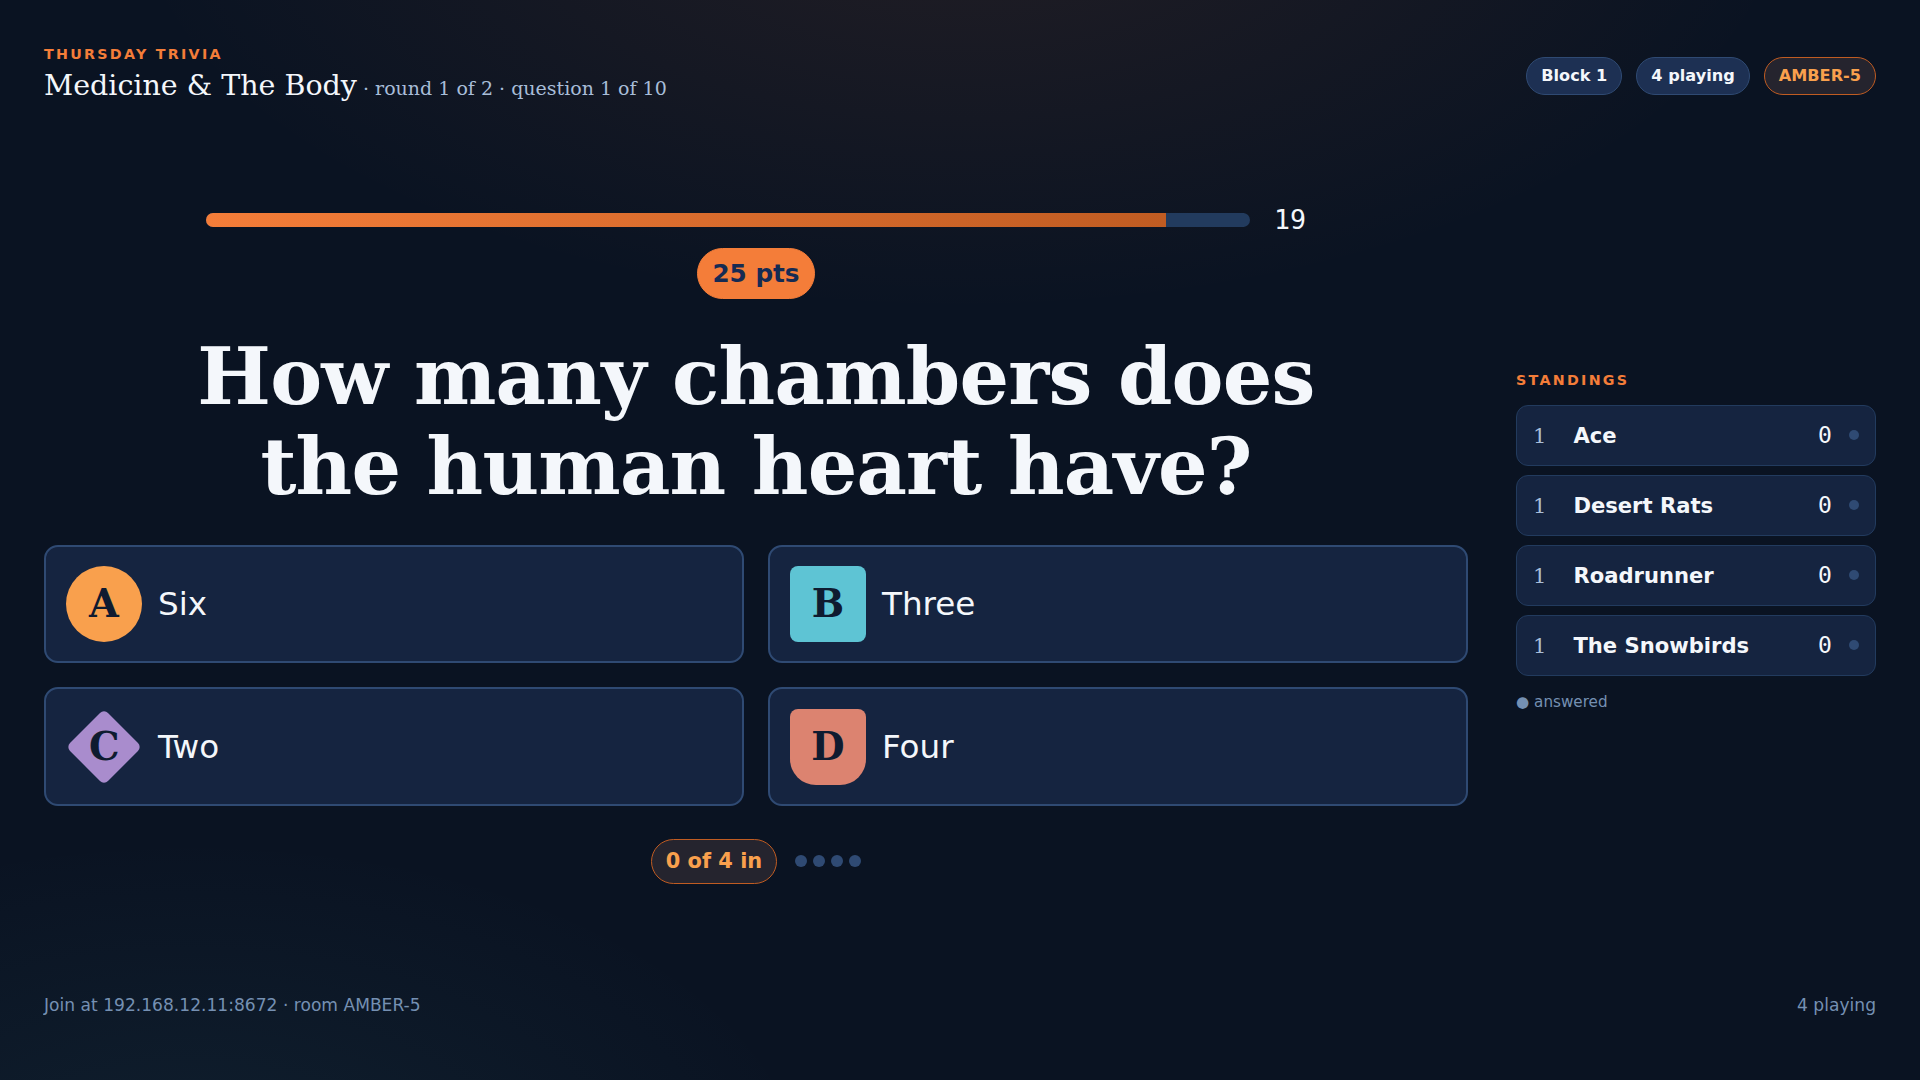 THURSDAY TRIVIA
Medicine & The Body · round 1 of 2 · question 1 of 10
Block 1
4 playing
AMBER-5
19
25 pts
How many chambers does
the human heart have?
A Six
B Three
C Two
D Four
0 of 4 in
STANDINGS
1 Ace 0
1 Desert Rats 0
1 Roadrunner 0
1 The Snowbirds 0
answered
Join at 192.168.12.11:8672 · room AMBER-5
4 playing